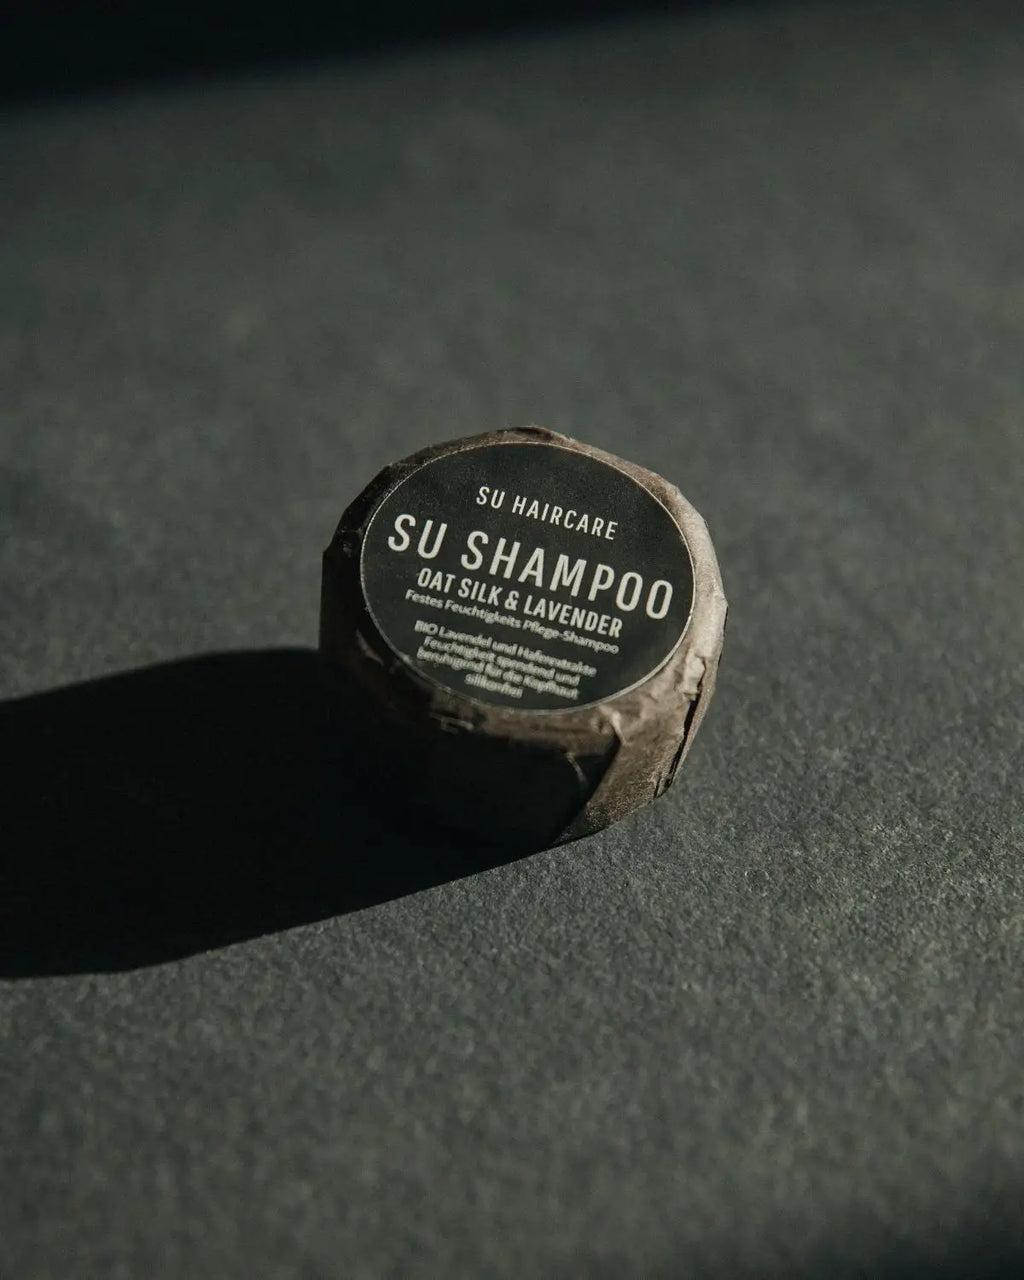 SU HAIRCARE
SU SHAMPOO
OAT SILK & LAVENDER
Festes Feuchtigkeits Pflege-Shampoo
BIO Lavendel und Haferextrakte
Feuchtigkeit spendend und
beruhigend für die Kopfhaut
silikonfrei